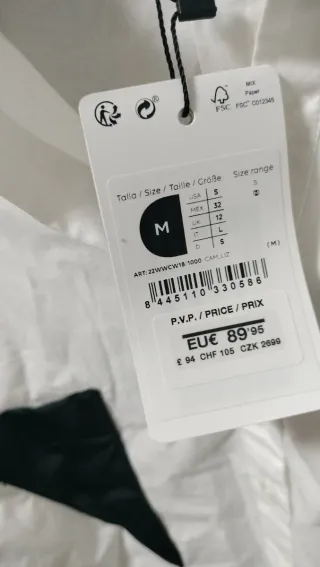 MIX
Paper
FSC
FSC® C012345
Talla / Size / Taille / Größe
Size range
M
USA S
MEX 32
UK 12
IT L
D S
S
M
(M)
ART: 22WWCW18-1000 CAM_LIZ
8 445110 330586
P.V.P. / PRICE / PRIX
EU€ 89'95
£ 94 CHF 105 CZK 2699